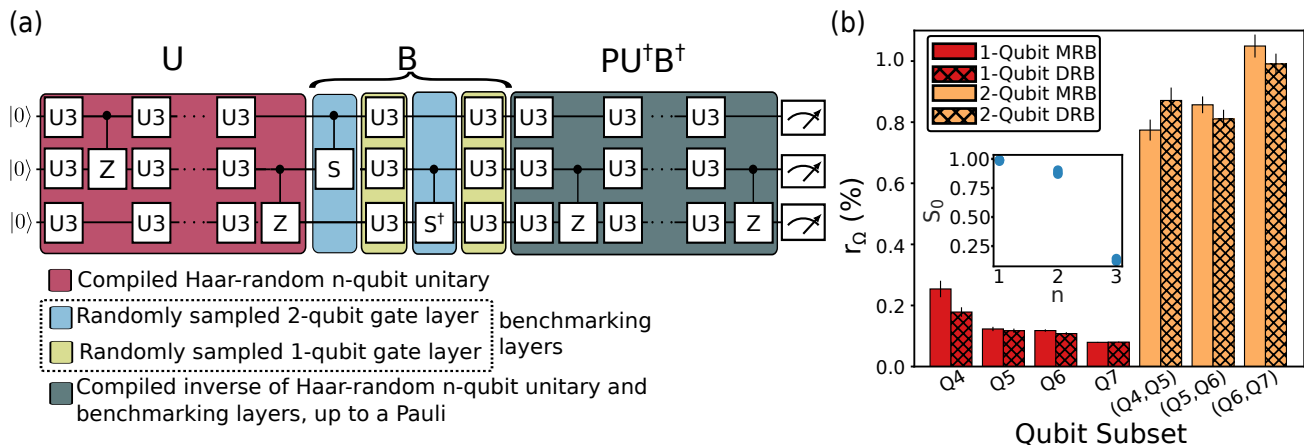 (a)
U B PU†B†
|0⟩ U3 U3 ··· U3 U3 U3 U3 U3 ··· U3
|0⟩ U3 Z U3 ··· U3 S U3 U3 U3 U3 ··· U3
|0⟩ U3 U3 ··· U3 Z U3 S† U3 U3 Z U3 ··· U3 Z
Compiled Haar-random n-qubit unitary
Randomly sampled 2-qubit gate layer
Randomly sampled 1-qubit gate layer
benchmarking
layers
Compiled inverse of Haar-random n-qubit unitary and
benchmarking layers, up to a Pauli
(b)
1-Qubit MRB
1-Qubit DRB
2-Qubit MRB
2-Qubit DRB
r_Ω (%)
1.0
0.8
0.6
0.4
0.2
0.0
S₀
1.00
0.75
0.50
0.25
1 2 3
n
Q4 Q5 Q6 Q7 (Q4,Q5) (Q5,Q6) (Q6,Q7)
Qubit Subset